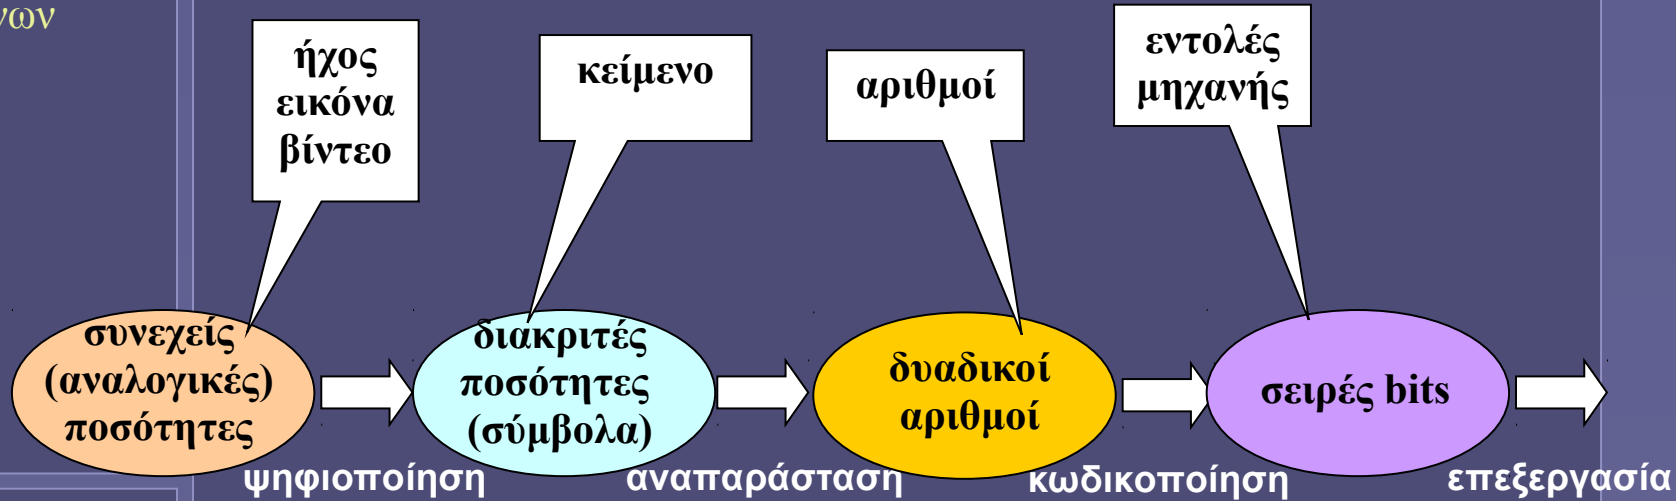 ήχος
εικόνα
βίντεο
κείμενο
αριθμοί
εντολές
μηχανής
συνεχείς
(αναλογικές)
ποσότητες
διακριτές
ποσότητες
(σύμβολα)
δυαδικοί
αριθμοί
σειρές bits
ψηφιοποίηση
αναπαράσταση
κωδικοποίηση
επεξεργασία